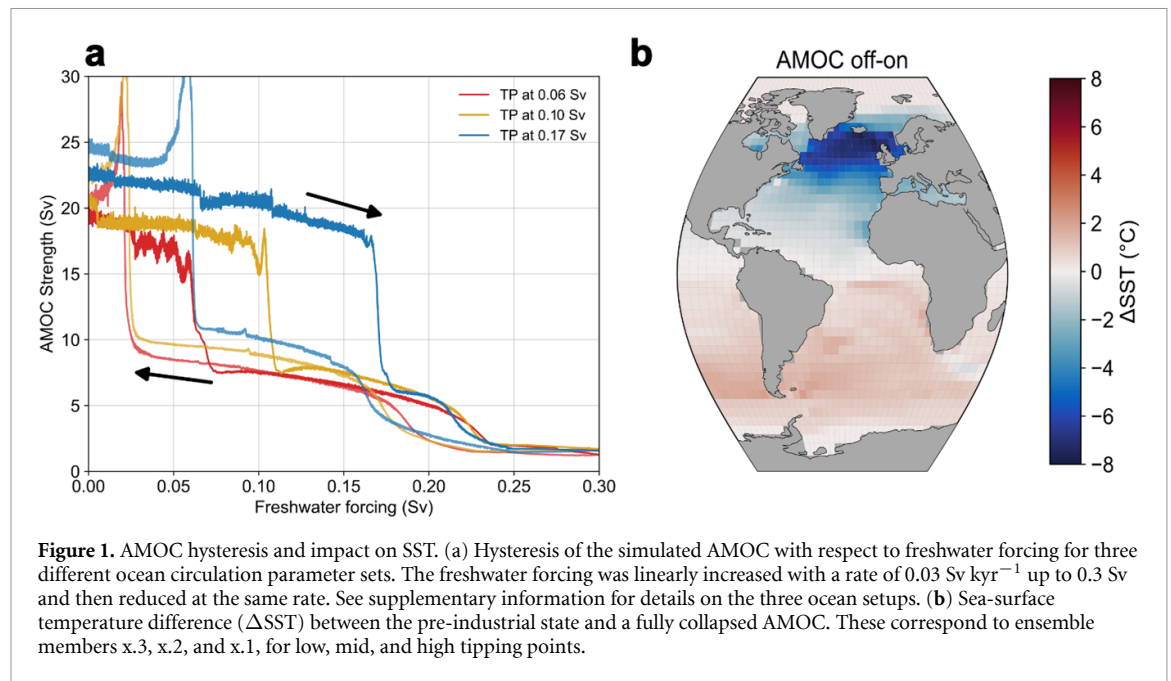 a
30
25
20
15
10
5
0
AMOC Strength (Sv)
TP at 0.06 Sv
TP at 0.10 Sv
TP at 0.17 Sv
0.00 0.05 0.10 0.15 0.20 0.25 0.30
Freshwater forcing (Sv)
b
AMOC off-on
8
6
4
2
0
−2
−4
−6
−8
ΔSST (°C)
Figure 1. AMOC hysteresis and impact on SST. (a) Hysteresis of the simulated AMOC with respect to freshwater forcing for three
different ocean circulation parameter sets. The freshwater forcing was linearly increased with a rate of 0.03 Sv kyr⁻¹ up to 0.3 Sv
and then reduced at the same rate. See supplementary information for details on the three ocean setups. (b) Sea-surface
temperature difference (ΔSST) between the pre-industrial state and a fully collapsed AMOC. These correspond to ensemble
members x.3, x.2, and x.1, for low, mid, and high tipping points.